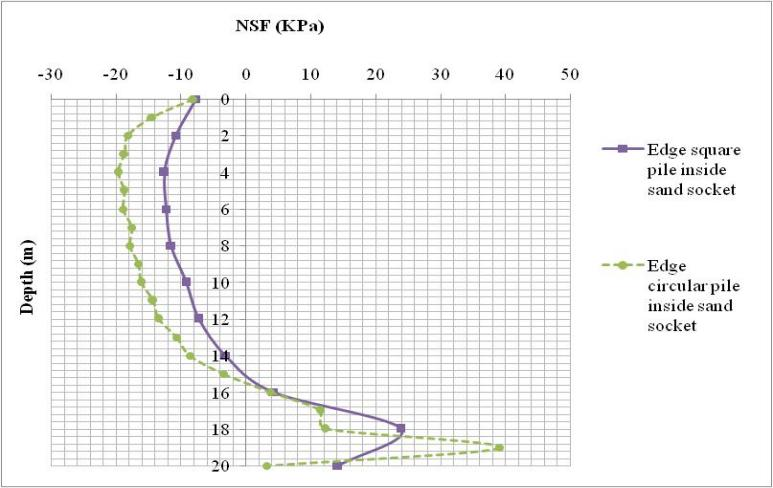 NSF (KPa)
-30 -20 -10 0 10 20 30 40 50
0
2
4
6
8
10
12
14
16
18
20
Depth (m)
Edge square
pile inside
sand socket
Edge
circular pile
inside sand
socket